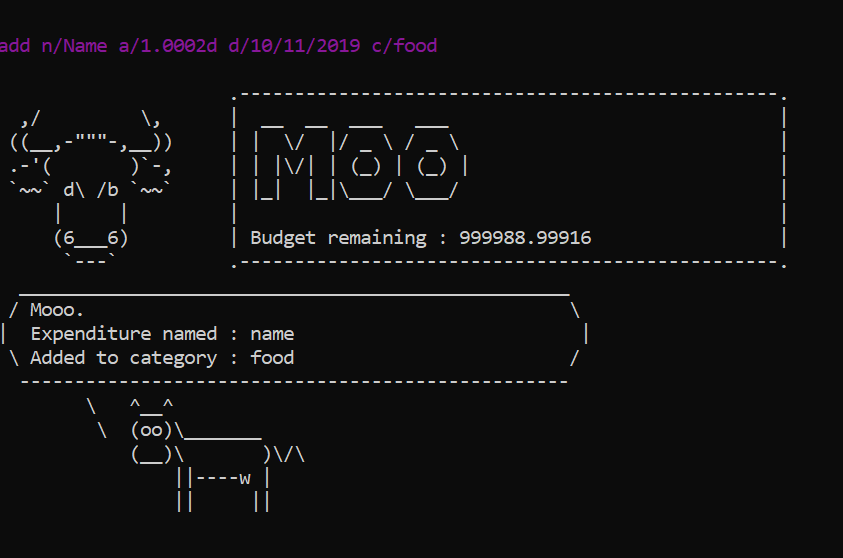 add n/Name a/1.0002d d/10/11/2019 c/food
MOO
Budget remaining : 999988.99916
Mooo.
Expenditure named : name
Added to category : food